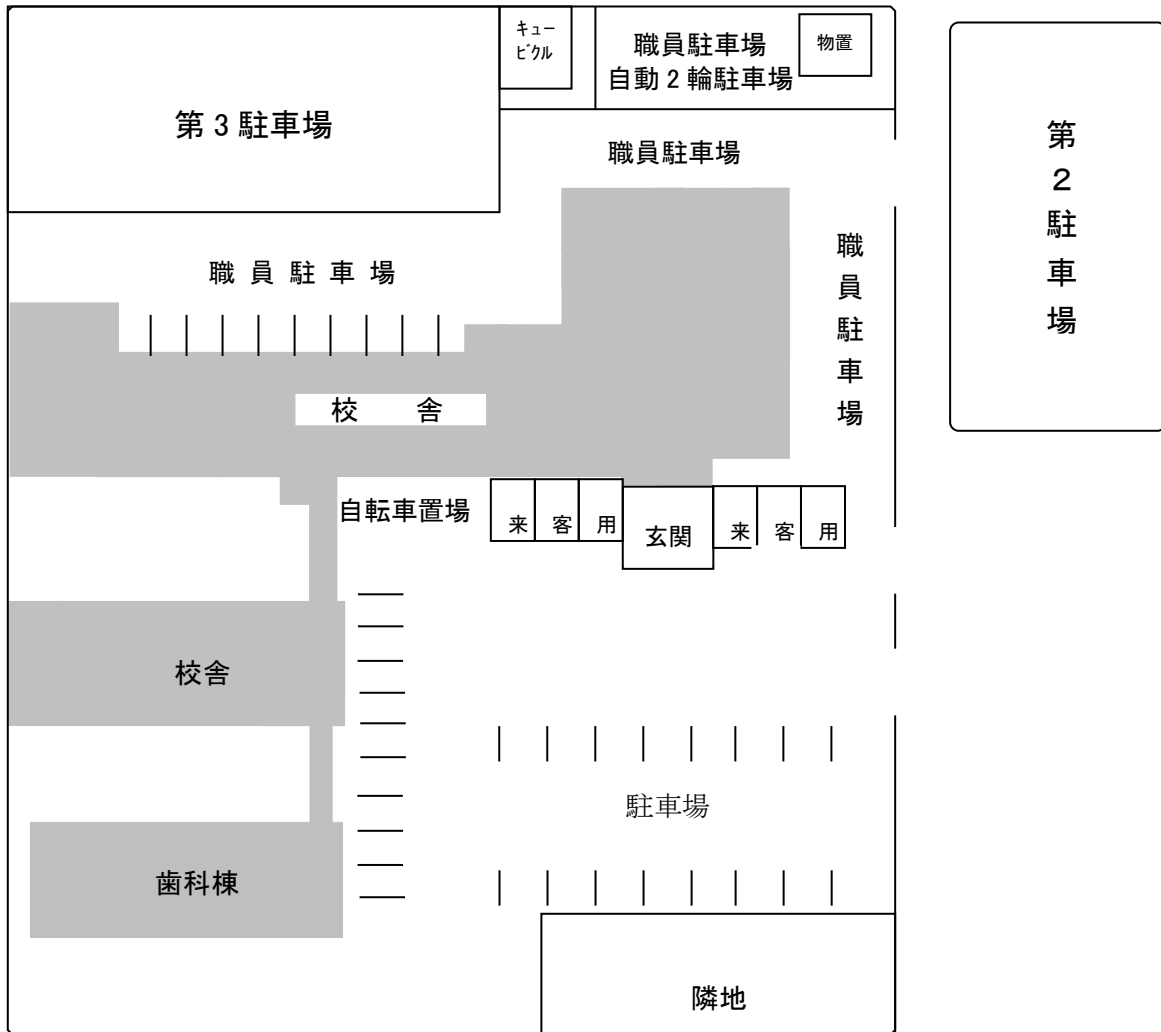 キュー
ﾋﾞｸﾙ
職員駐車場
自動2輪駐車場
物置
第3駐車場
職員駐車場
第2駐車場
職員駐車場
職員駐車場
校 舎
自転車置場
来 客 用
玄関
来 客 用
校舎
駐車場
歯科棟
隣地